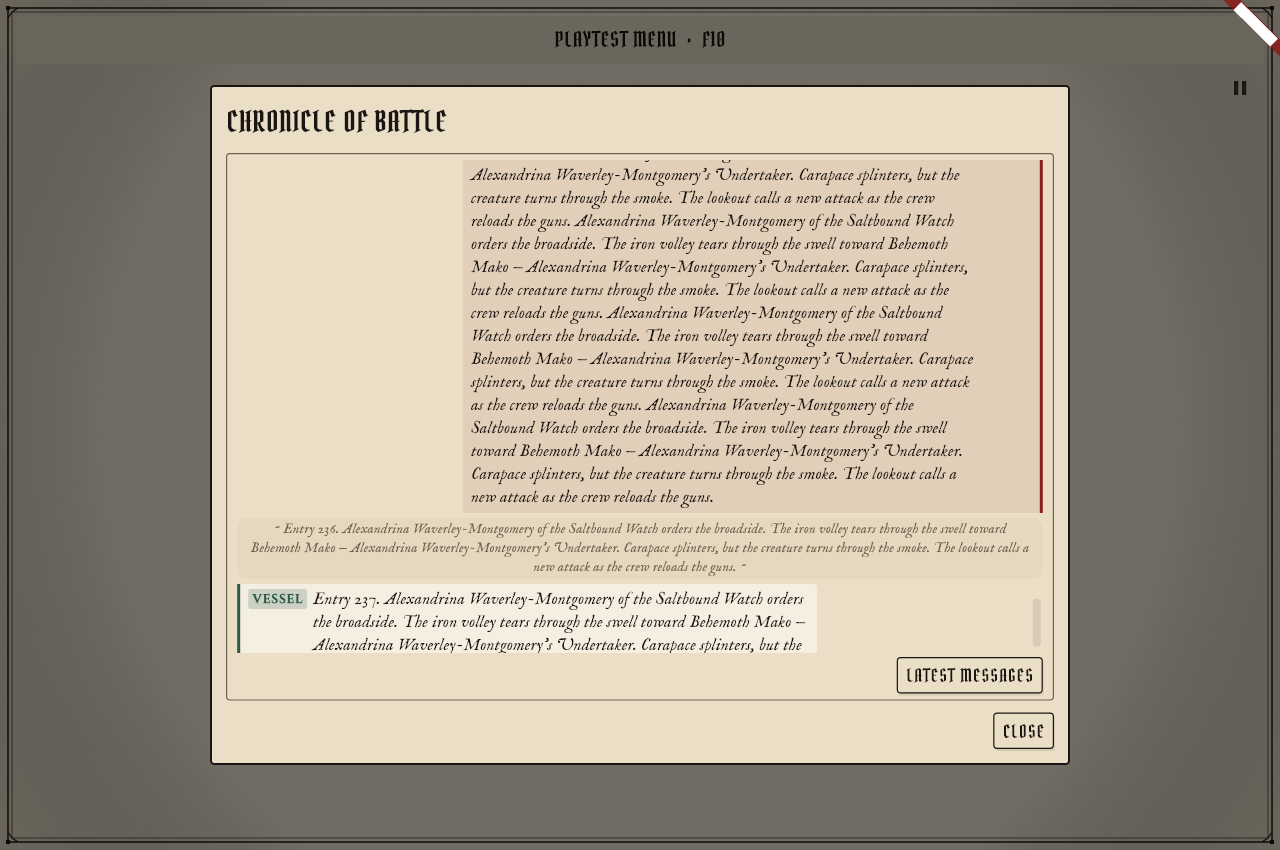 PLAYTEST MENU · F10
CHRONICLE OF BATTLE
Alexandrina Waverley-Montgomery's Undertaker. Carapace splinters, but the
creature turns through the smoke. The lookout calls a new attack as the crew
reloads the guns. Alexandrina Waverley-Montgomery of the Saltbound Watch
orders the broadside. The iron volley tears through the swell toward Behemoth
Mako – Alexandrina Waverley-Montgomery's Undertaker. Carapace splinters,
but the creature turns through the smoke. The lookout calls a new attack as the
crew reloads the guns. Alexandrina Waverley-Montgomery of the Saltbound
Watch orders the broadside. The iron volley tears through the swell toward
Behemoth Mako – Alexandrina Waverley-Montgomery's Undertaker. Carapace
splinters, but the creature turns through the smoke. The lookout calls a new attack
as the crew reloads the guns. Alexandrina Waverley-Montgomery of the
Saltbound Watch orders the broadside. The iron volley tears through the swell
toward Behemoth Mako – Alexandrina Waverley-Montgomery's Undertaker.
Carapace splinters, but the creature turns through the smoke. The lookout calls a
new attack as the crew reloads the guns.
~ Entry 236. Alexandrina Waverley-Montgomery of the Saltbound Watch orders the broadside. The iron volley tears through the swell toward
Behemoth Mako – Alexandrina Waverley-Montgomery's Undertaker. Carapace splinters, but the creature turns through the smoke. The lookout calls a
new attack as the crew reloads the guns. ~
VESSEL Entry 237. Alexandrina Waverley-Montgomery of the Saltbound Watch orders
the broadside. The iron volley tears through the swell toward Behemoth Mako –
Alexandrina Waverley-Montgomery's Undertaker. Carapace splinters, but the
LATEST MESSAGES
CLOSE